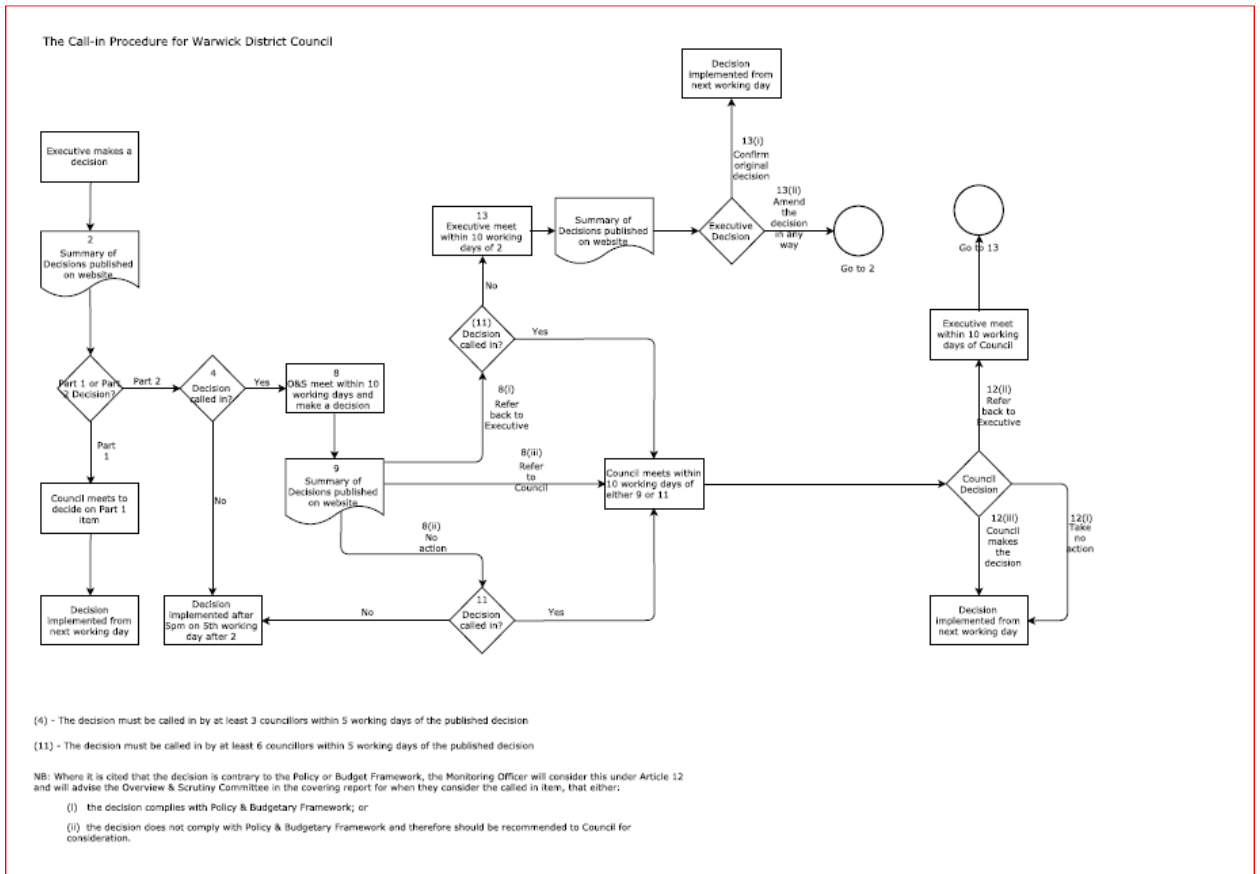 The Call-in Procedure for Warwick District Council
Decision
implemented from
next working day
Executive makes a
decision
13(i)
Confirm
original
decision
13
Executive meet
within 10 working
days of 2
Summary of
Decisions published
on website
Executive
Decision
13(ii)
Amend
the
decision
in any
way
Go to 2
Go to 13
2
Summary of
Decisions published
on website
No
(11)
Decision
called in?
Yes
Executive meet
within 10 working
days of Council
Part 1 or Part
2 Decision?
Part 2
4
Decision
called in?
Yes
8
O&S meet within 10
working days and
make a decision
8(i)
Refer
back to
Executive
12(ii)
Refer
back to
Executive
Part
1
9
Summary of
Decisions published
on website
8(iii)
Refer
to
Council
Council meets within
10 working days of
either 9 or 11
Council
Decision
Council meets to
decide on Part 1
item
No
8(ii)
No
action
12(iii)
Council
makes
the
decision
12(i)
Take
no
action
Decision
implemented from
next working day
Decision
implemented after
5pm on 5th working
day after 2
No
11
Decision
called in?
Yes
Decision
implemented from
next working day
(4) - The decision must be called in by at least 3 councillors within 5 working days of the published decision
(11) - The decision must be called in by at least 6 councillors within 5 working days of the published decision
NB: Where it is cited that the decision is contrary to the Policy or Budget Framework, the Monitoring Officer will consider this under Article 12
and will advise the Overview & Scrutiny Committee in the covering report for when they consider the called in item, that either:
(i) the decision complies with Policy & Budgetary Framework; or
(ii) the decision does not comply with Policy & Budgetary Framework and therefore should be recommended to Council for
consideration.